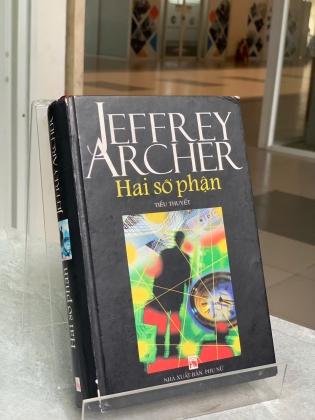 JEFFREY
ARCHER
Hai số phận
TIỂU THUYẾT
NHÀ XUẤT BẢN PHỤ NỮ
JEFFREY ARCHER
Hai số phận